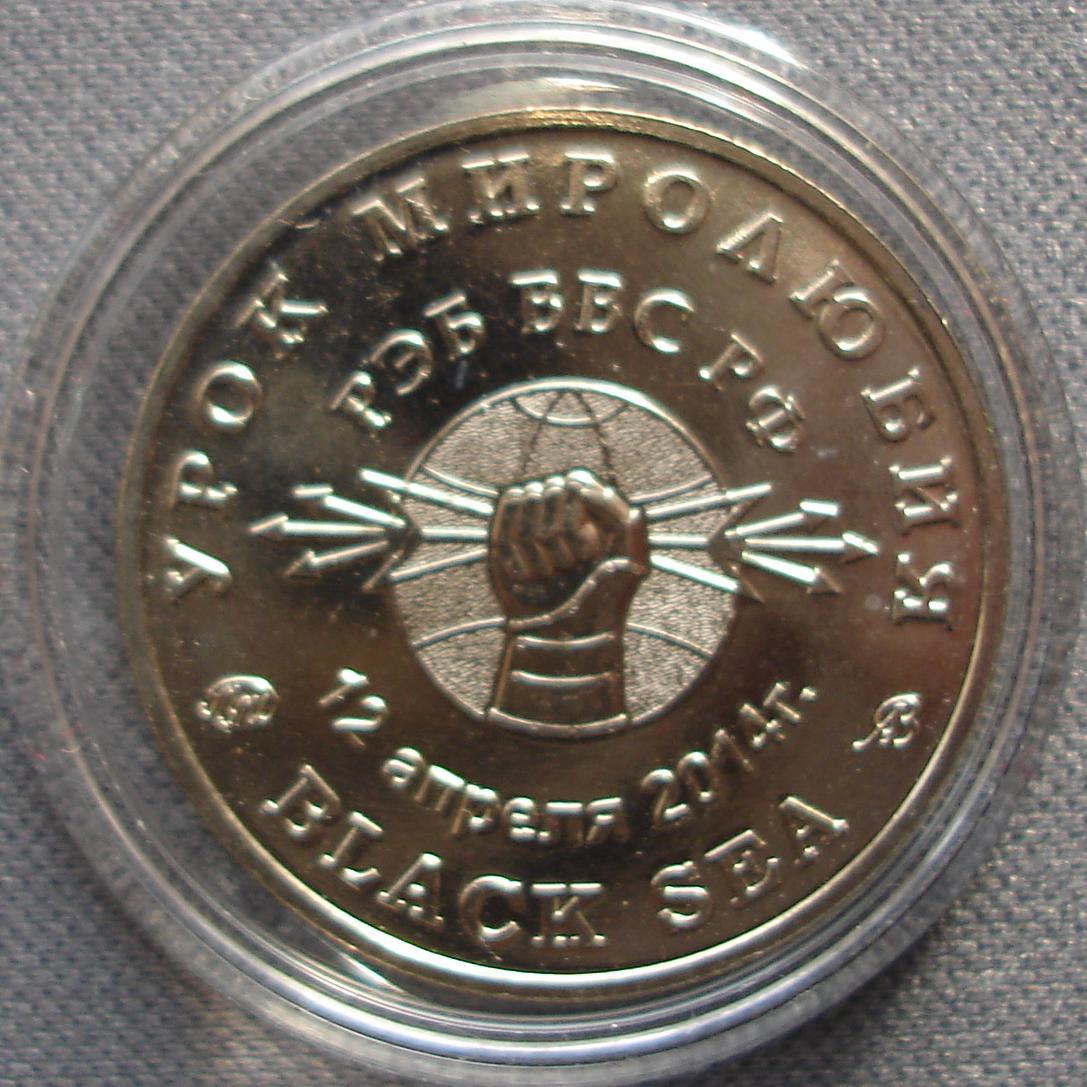 УРОК МИРОЛЮБИЯ
РЭБ ВВС РФ
12 апреля 2014г.
BLACK SEA